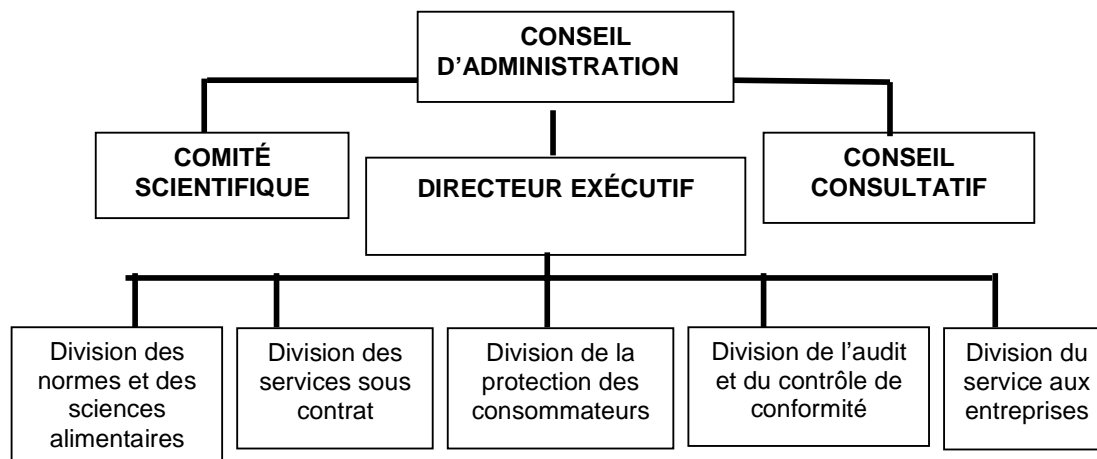 CONSEIL
D’ADMINISTRATION
COMITÉ
SCIENTIFIQUE
DIRECTEUR EXÉCUTIF
CONSEIL
CONSULTATIF
Division des
normes et des
sciences
alimentaires
Division des
services sous
contrat
Division de la
protection des
consommateurs
Division de l’audit
et du contrôle de
conformité
Division du
service aux
entreprises